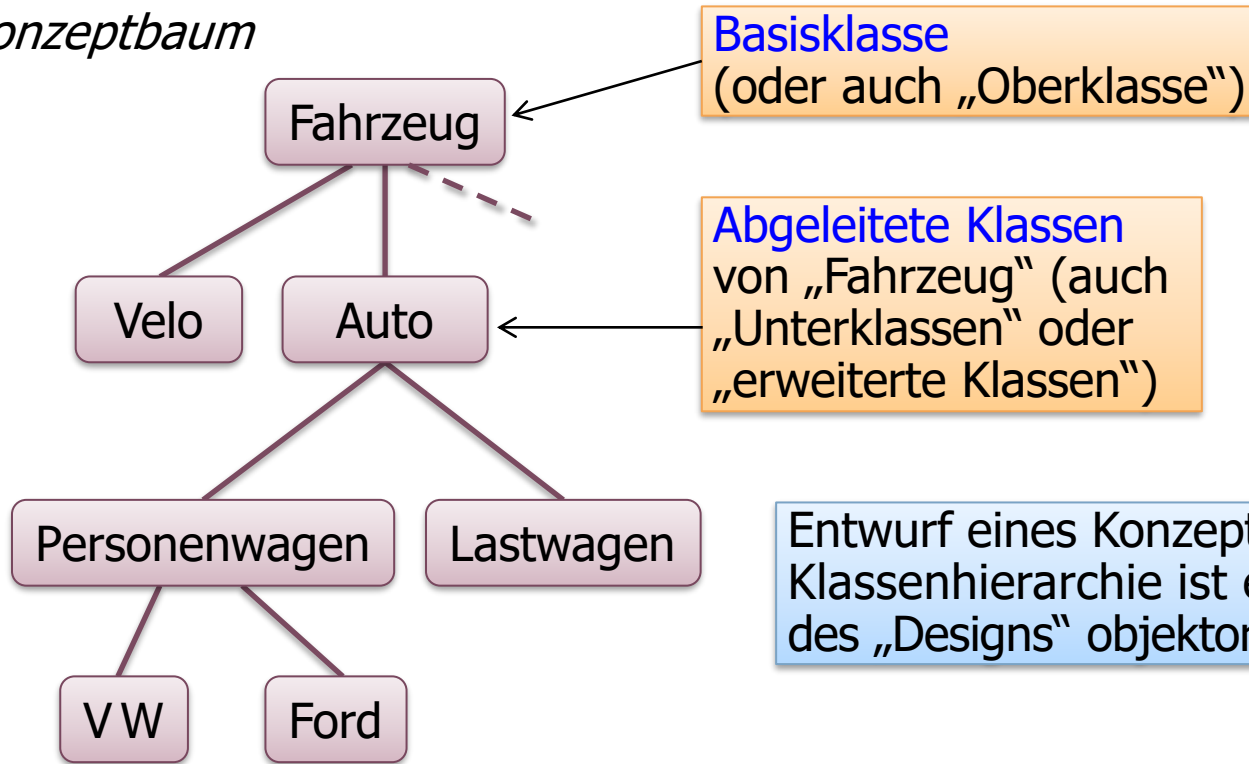 onzeptbaum
Basisklasse
(oder auch „Oberklasse“)
Fahrzeug
Abgeleitete Klassen
von „Fahrzeug“ (auch
„Unterklassen“ oder
„erweiterte Klassen“)
Velo
Auto
Personenwagen
Lastwagen
Entwurf eines Konzept
Klassenhierarchie ist e
des „Designs“ objektor
VW
Ford